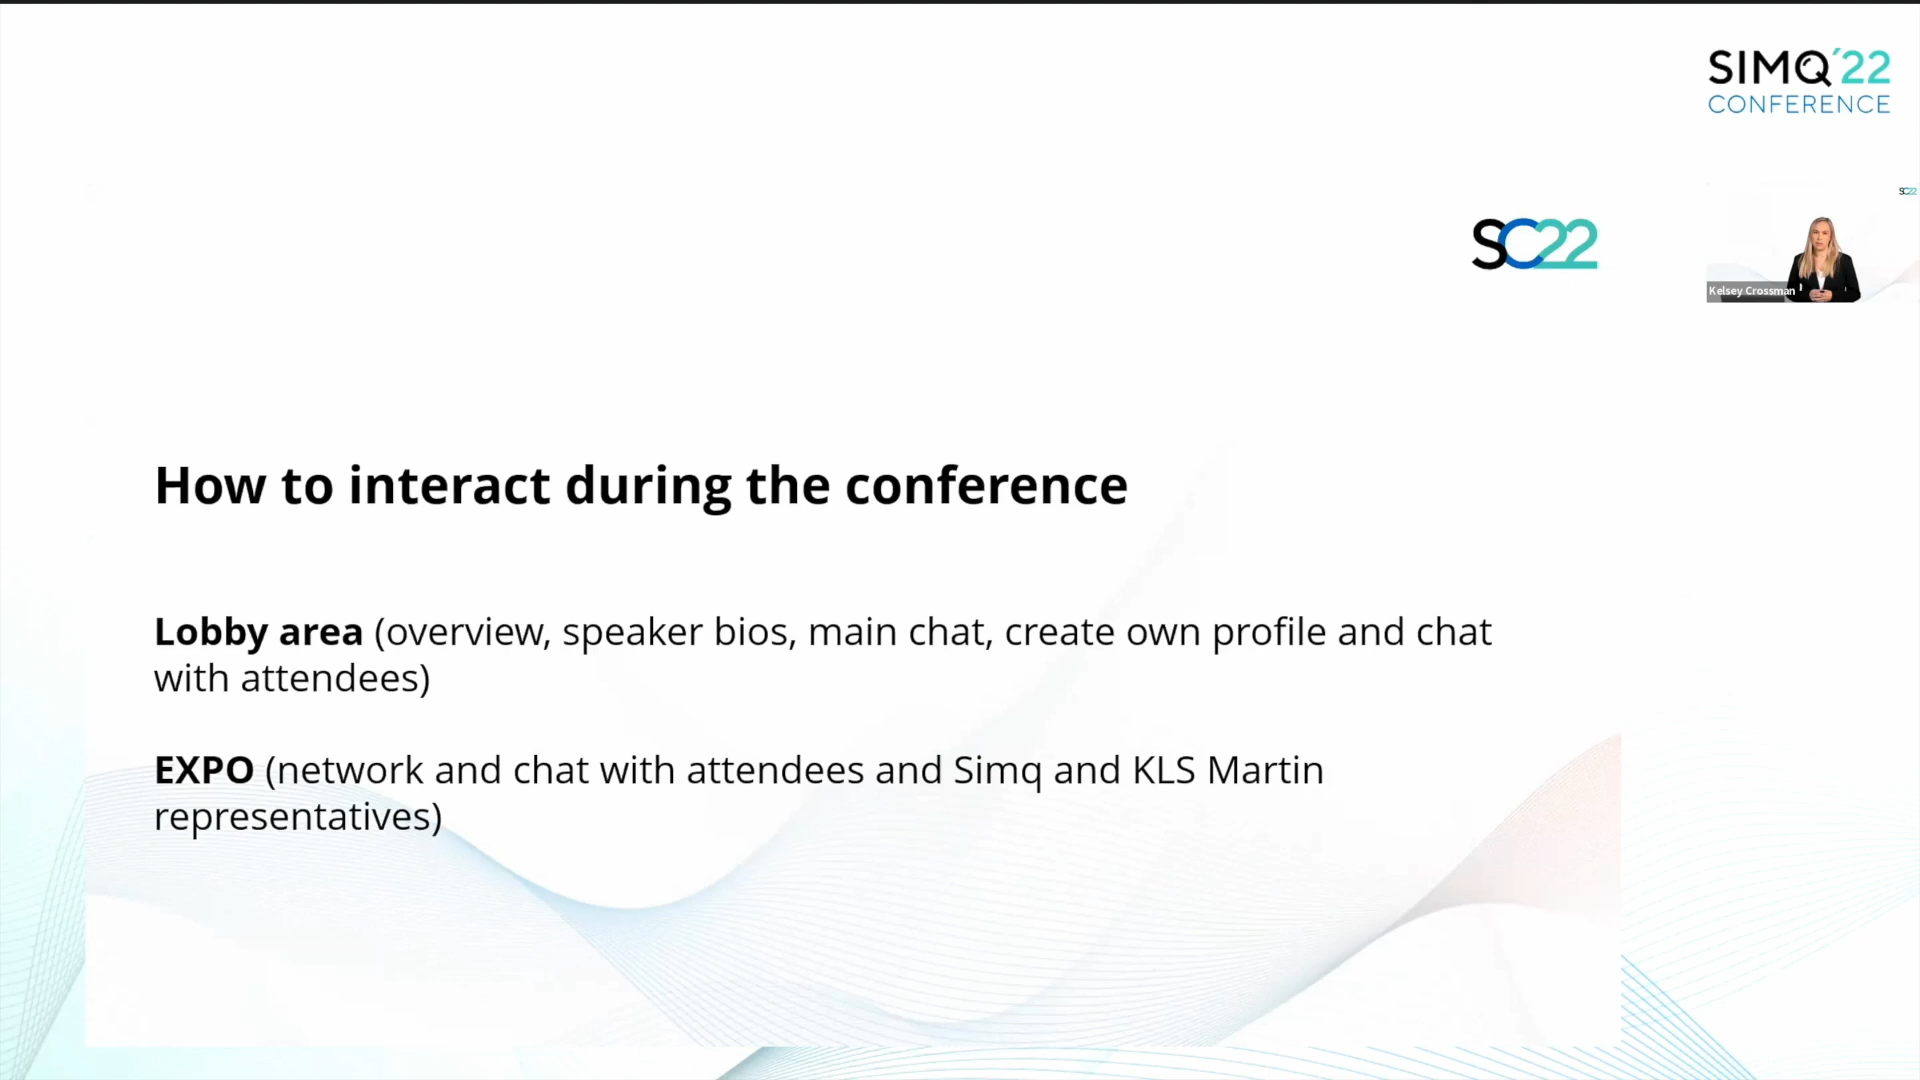 SIMQ´22
CONFERENCE
SC22
SC22
Kelsey Crossman
How to interact during the conference
Lobby area (overview, speaker bios, main chat, create own profile and chat
with attendees)
EXPO (network and chat with attendees and Simq and KLS Martin
representatives)